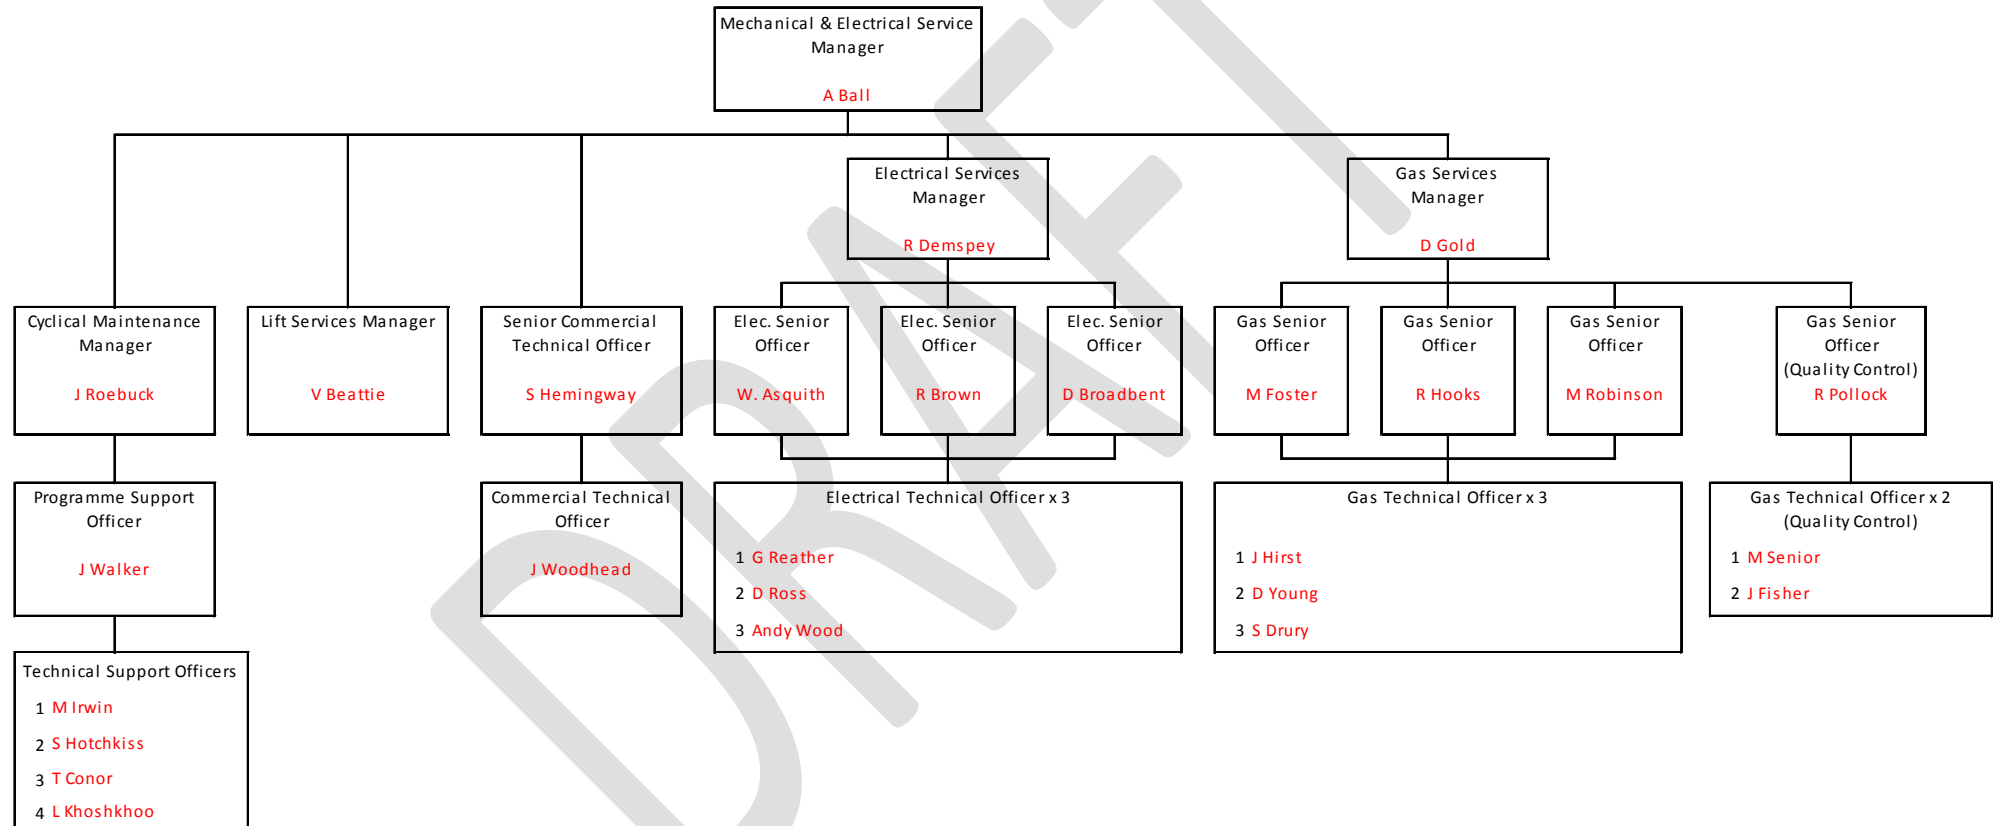 Mechanical & Electrical Service
Manager
A Ball
Electrical Services
Manager
R Demspey
Gas Services
Manager
D Gold
Cyclical Maintenance
Manager
J Roebuck
Lift Services Manager
V Beattie
Senior Commercial
Technical Officer
S Hemingway
Elec. Senior
Officer
W. Asquith
Elec. Senior
Officer
R Brown
Elec. Senior
Officer
D Broadbent
Gas Senior
Officer
M Foster
Gas Senior
Officer
R Hooks
Gas Senior
Officer
M Robinson
Gas Senior
Officer
(Quality Control)
R Pollock
Programme Support
Officer
J Walker
Commercial Technical
Officer
J Woodhead
Electrical Technical Officer x 3
1 G Reather
2 D Ross
3 Andy Wood
Gas Technical Officer x 3
1 J Hirst
2 D Young
3 S Drury
Gas Technical Officer x 2
(Quality Control)
1 M Senior
2 J Fisher
Technical Support Officers
1 M Irwin
2 S Hotchkiss
3 T Conor
4 L Khoshkhoo
DRAFT